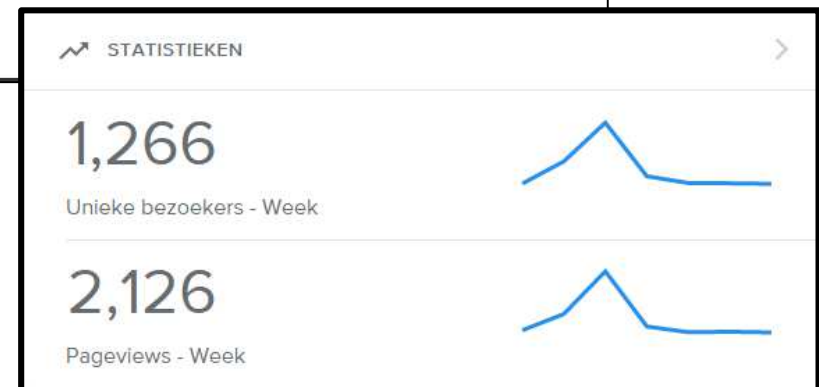 STATISTIEKEN
1,266
Unieke bezoekers - Week
2,126
Pageviews - Week